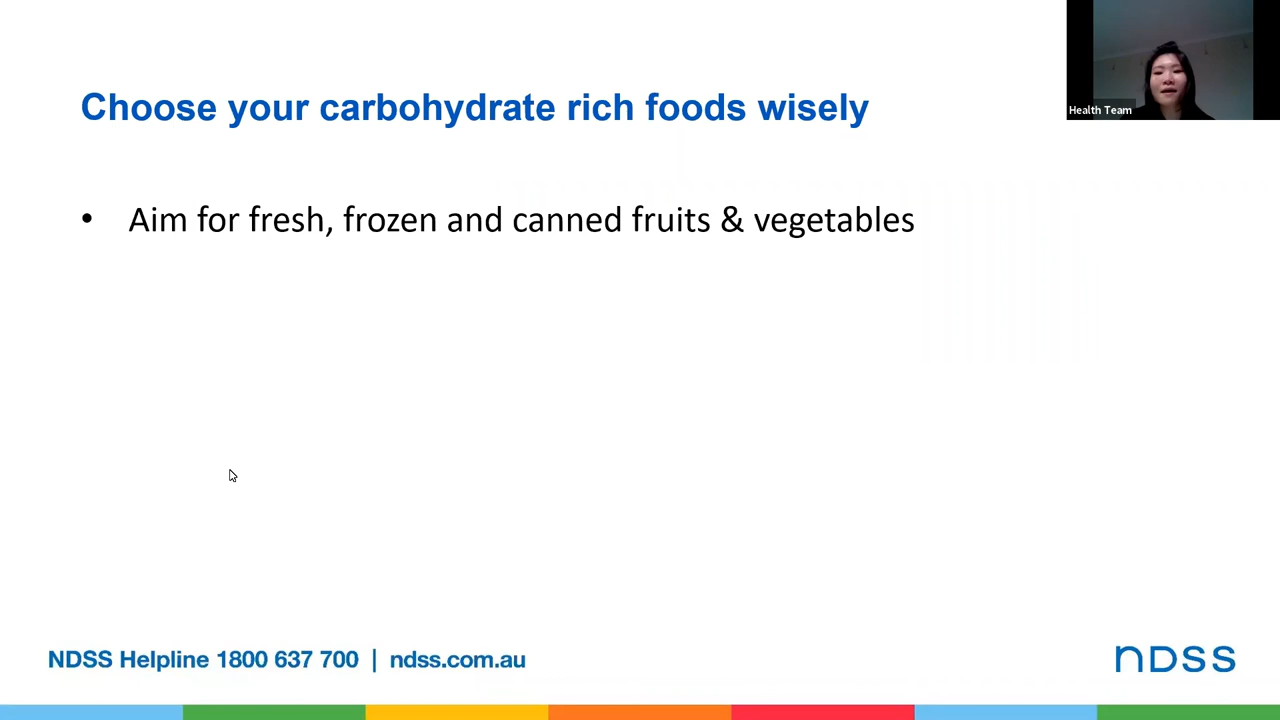 Choose your carbohydrate rich foods wisely
Health Team
• Aim for fresh, frozen and canned fruits & vegetables
NDSS Helpline 1800 637 700 | ndss.com.au
ndss